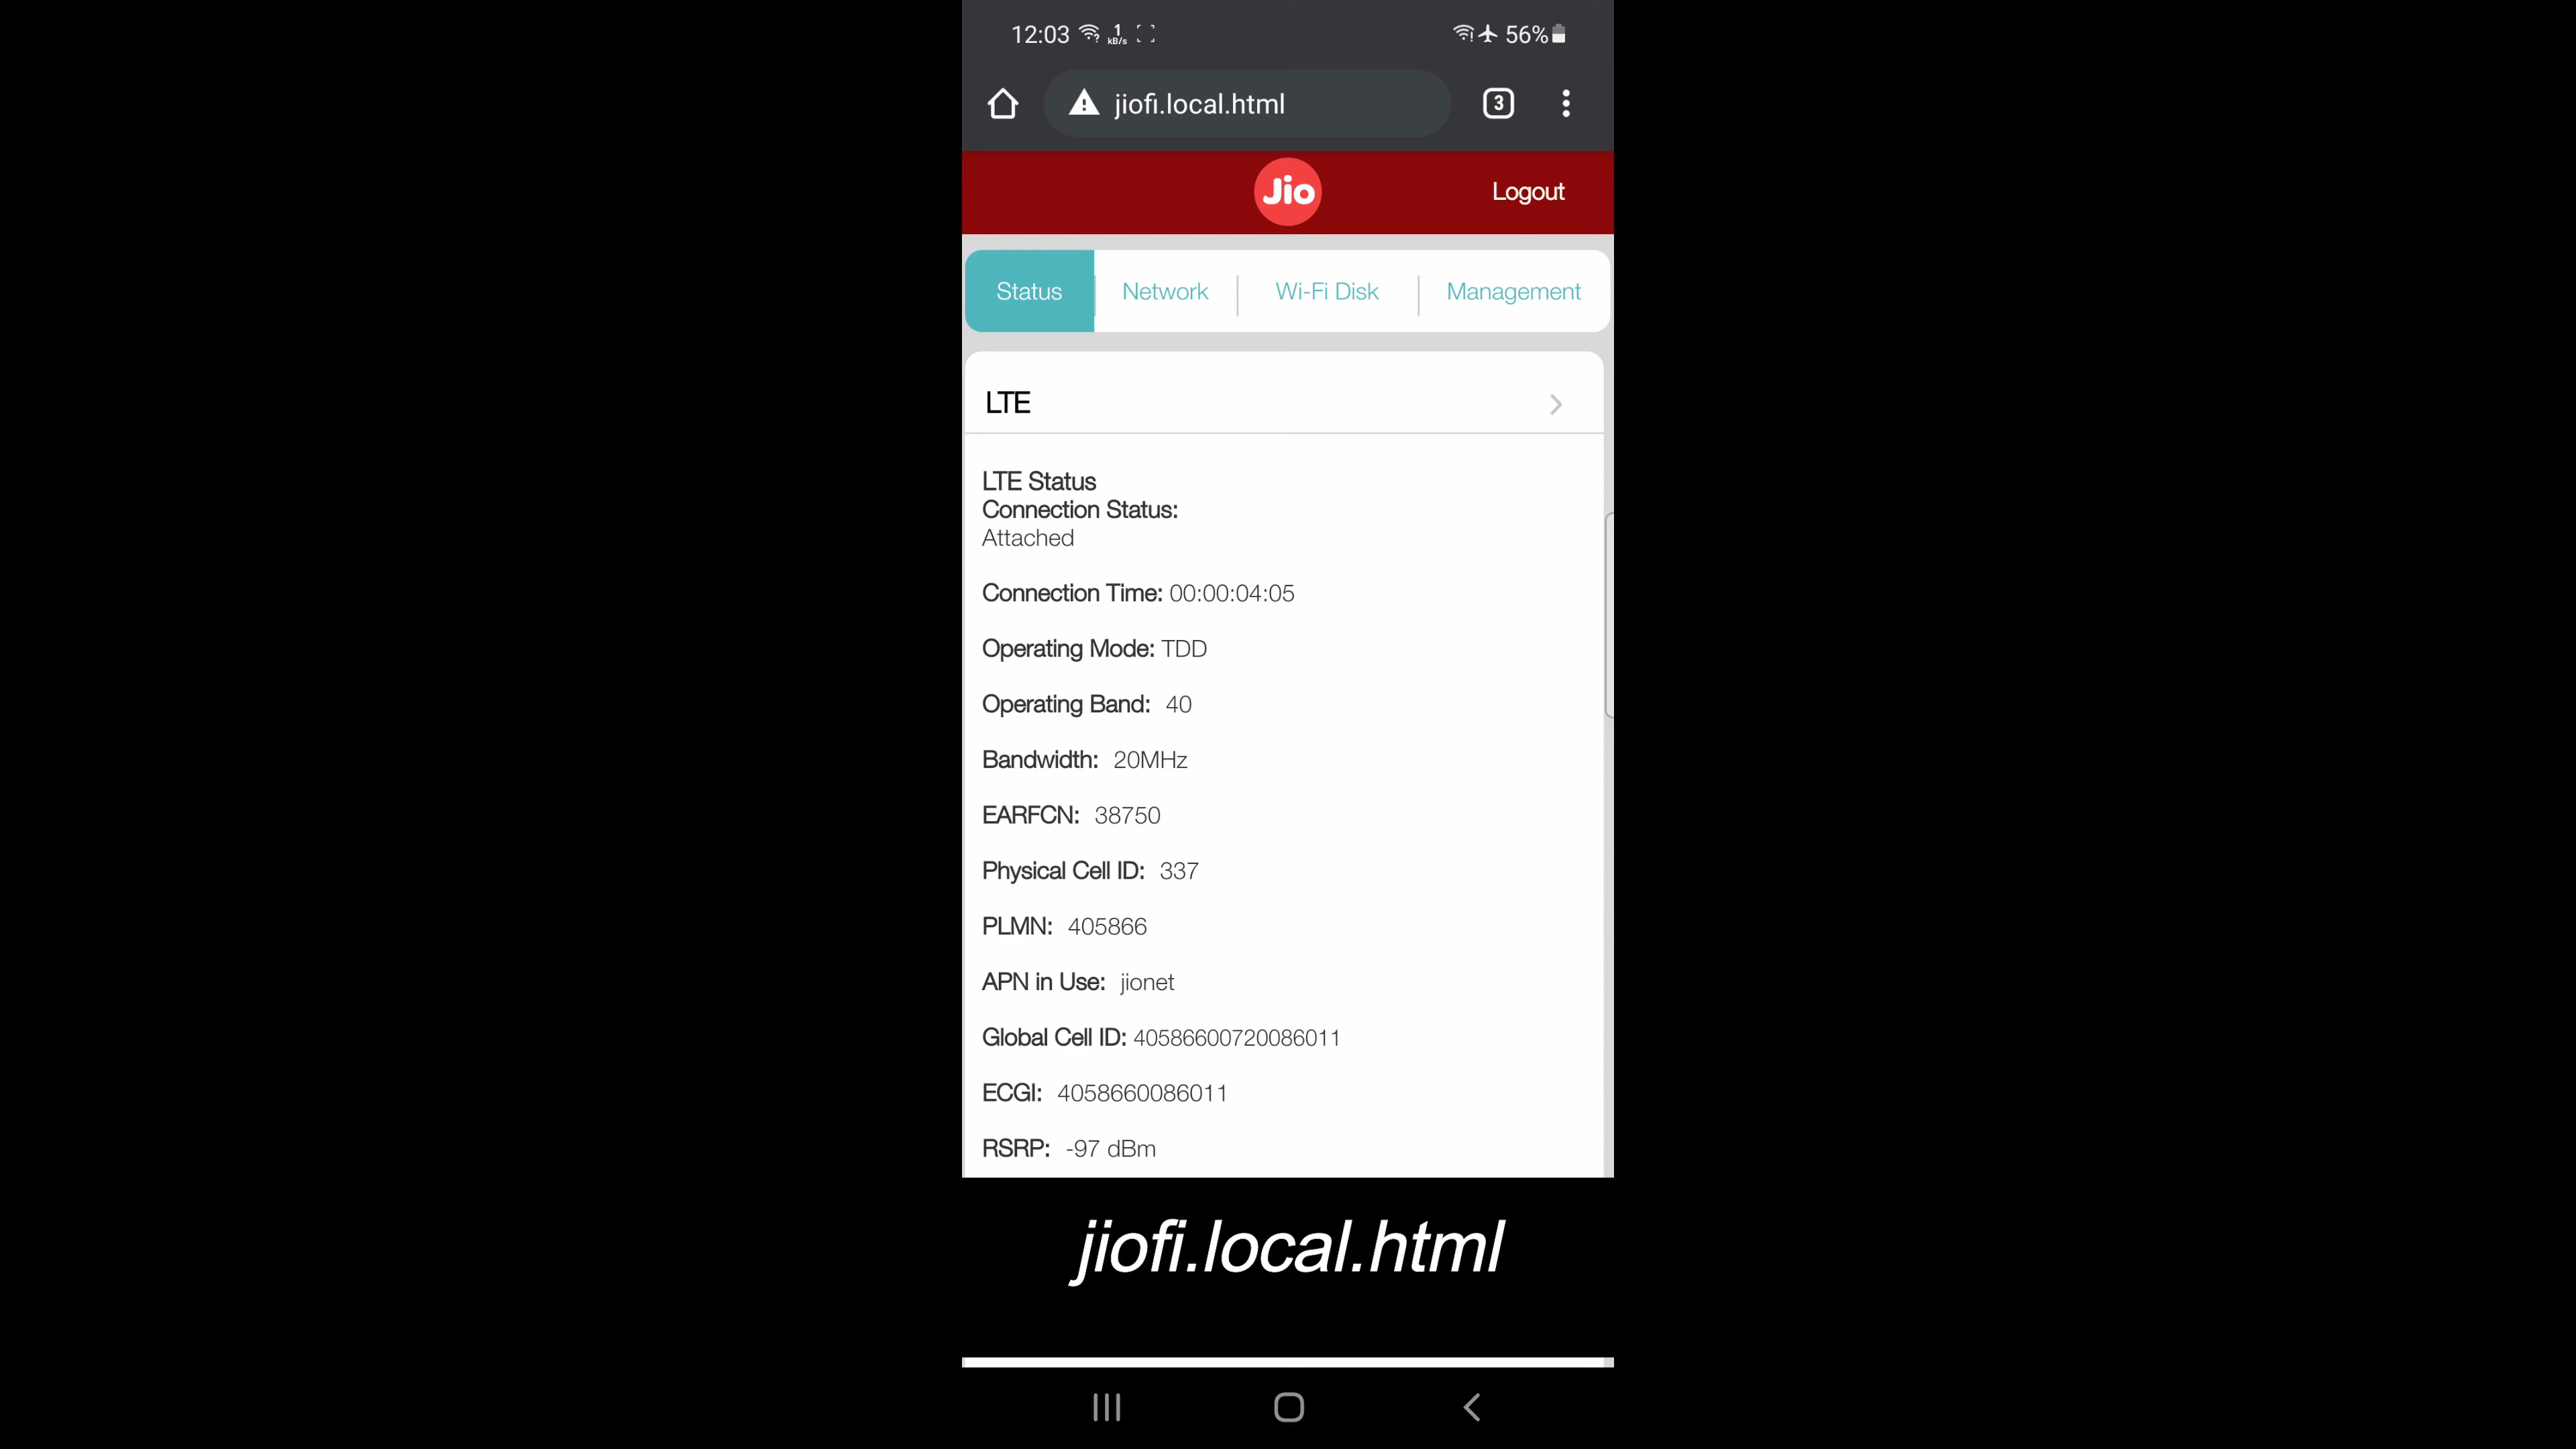 12:03 1 kB/s 56%
jiofi.local.html 3
Jio Logout
Status Network Wi-Fi Disk Management
LTE
LTE Status
Connection Status:
Attached
Connection Time: 00:00:04:05
Operating Mode: TDD
Operating Band: 40
Bandwidth: 20MHz
EARFCN: 38750
Physical Cell ID: 337
PLMN: 405866
APN in Use: jionet
Global Cell ID: 40586600720086011
ECGI: 4058660086011
RSRP: -97 dBm
jiofi.local.html